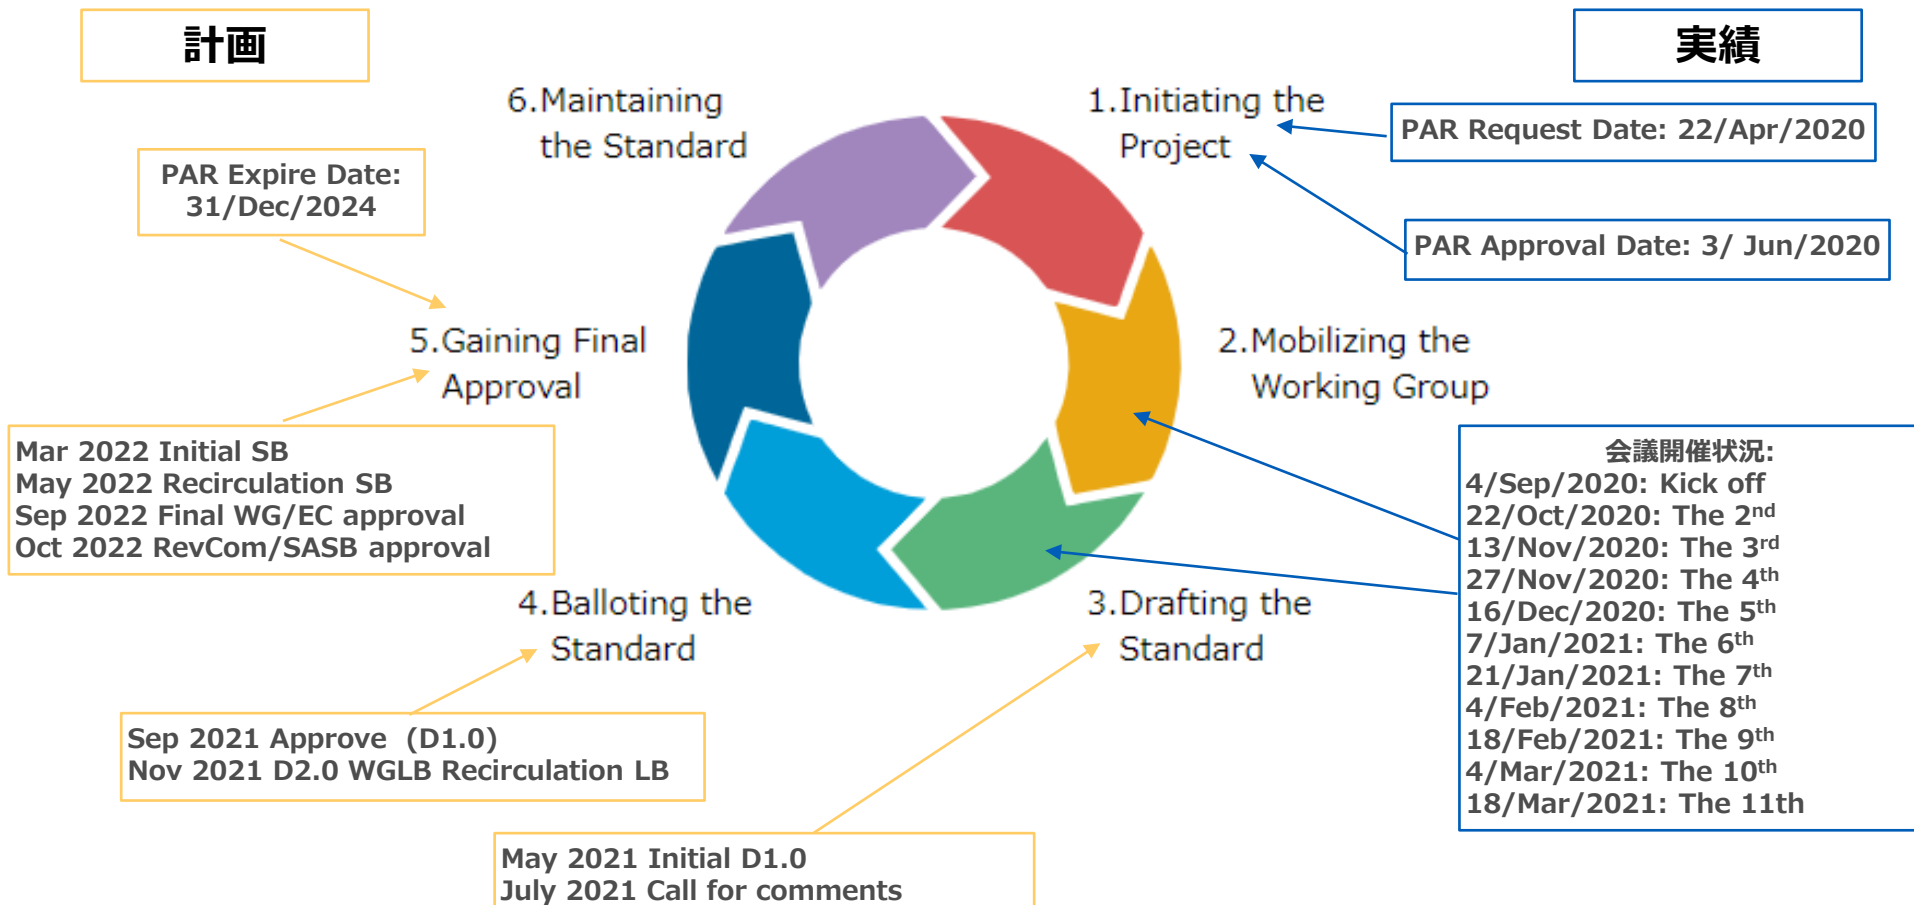 計画
実績
6.Maintaining
the Standard
1.Initiating the
Project
PAR Request Date: 22/Apr/2020
PAR Expire Date:
31/Dec/2024
PAR Approval Date: 3/ Jun/2020
5.Gaining Final
Approval
2.Mobilizing the
Working Group
Mar 2022 Initial SB
May 2022 Recirculation SB
Sep 2022 Final WG/EC approval
Oct 2022 RevCom/SASB approval
会議開催状況:
4/Sep/2020: Kick off
22/Oct/2020: The 2nd
13/Nov/2020: The 3rd
27/Nov/2020: The 4th
16/Dec/2020: The 5th
7/Jan/2021: The 6th
21/Jan/2021: The 7th
4/Feb/2021: The 8th
18/Feb/2021: The 9th
4/Mar/2021: The 10th
18/Mar/2021: The 11th
4.Balloting the
Standard
3.Drafting the
Standard
Sep 2021 Approve (D1.0)
Nov 2021 D2.0 WGLB Recirculation LB
May 2021 Initial D1.0
July 2021 Call for comments